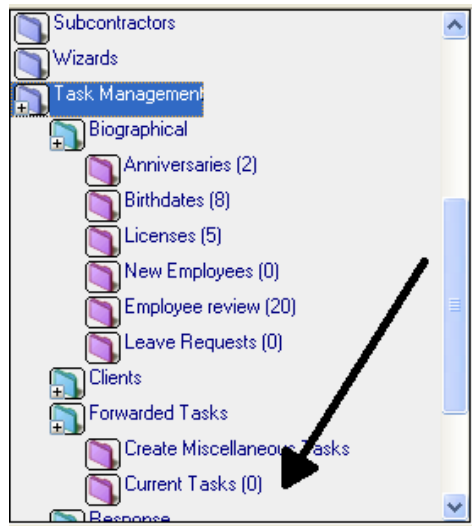 Subcontractors
Wizards
Task Management
Biographical
Anniversaries (2)
Birthdates (8)
Licenses (5)
New Employees (0)
Employee review (20)
Leave Requests (0)
Clients
Forwarded Tasks
Create Miscellaneous Tasks
Current Tasks (0)
Response